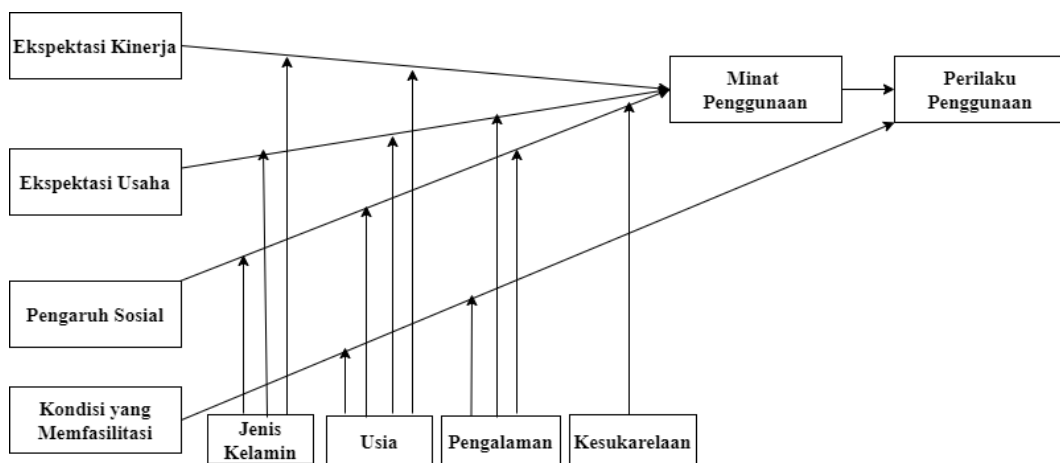 Ekspektasi Kinerja
Minat
Penggunaan
Perilaku
Penggunaan
Ekspektasi Usaha
Pengaruh Sosial
Kondisi yang
Memfasilitasi
Jenis
Kelamin
Usia
Pengalaman
Kesukarelaan